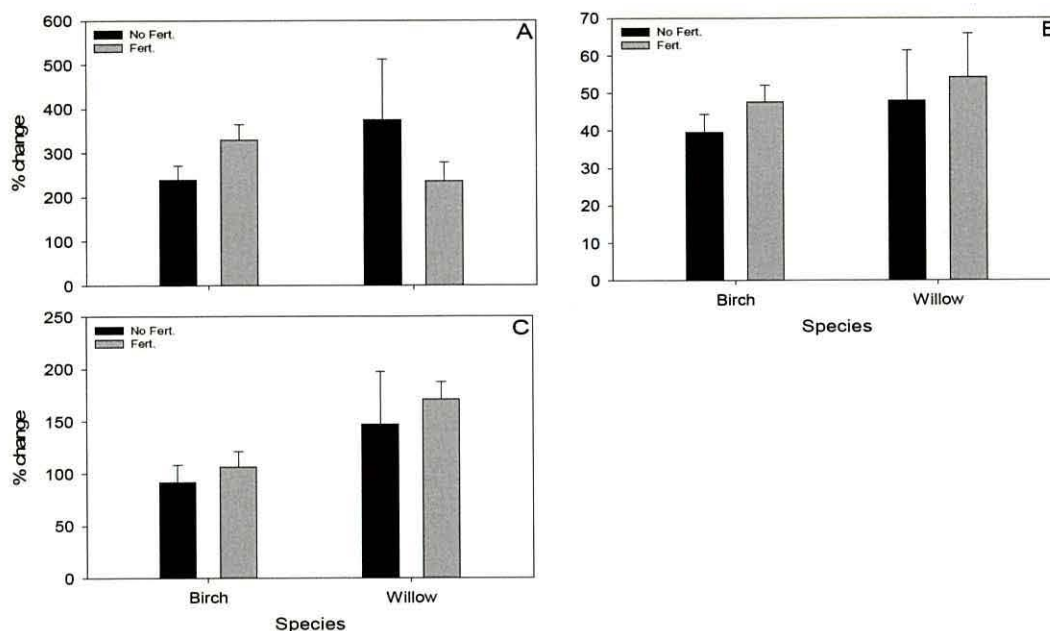 A
No Fert.
Fert.
% change
600
500
400
300
200
100
0
B
No Fert.
Fert.
70
60
50
40
30
20
10
0
Birch Willow
Species
C
No Fert.
Fert.
% change
250
200
150
100
50
0
Birch Willow
Species